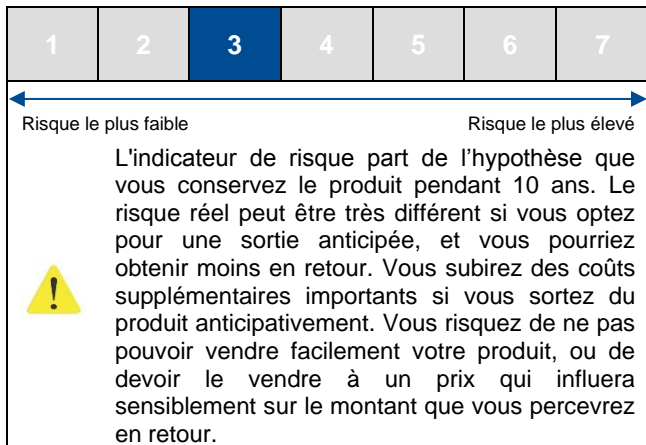 1 2 3 4 5 6 7
Risque le plus faible Risque le plus élevé
L'indicateur de risque part de l’hypothèse que
vous conservez le produit pendant 10 ans. Le
risque réel peut être très différent si vous optez
pour une sortie anticipée, et vous pourriez
obtenir moins en retour. Vous subirez des coûts
supplémentaires importants si vous sortez du
produit anticipativement. Vous risquez de ne pas
pouvoir vendre facilement votre produit, ou de
devoir le vendre à un prix qui influera
sensiblement sur le montant que vous percevrez
en retour.